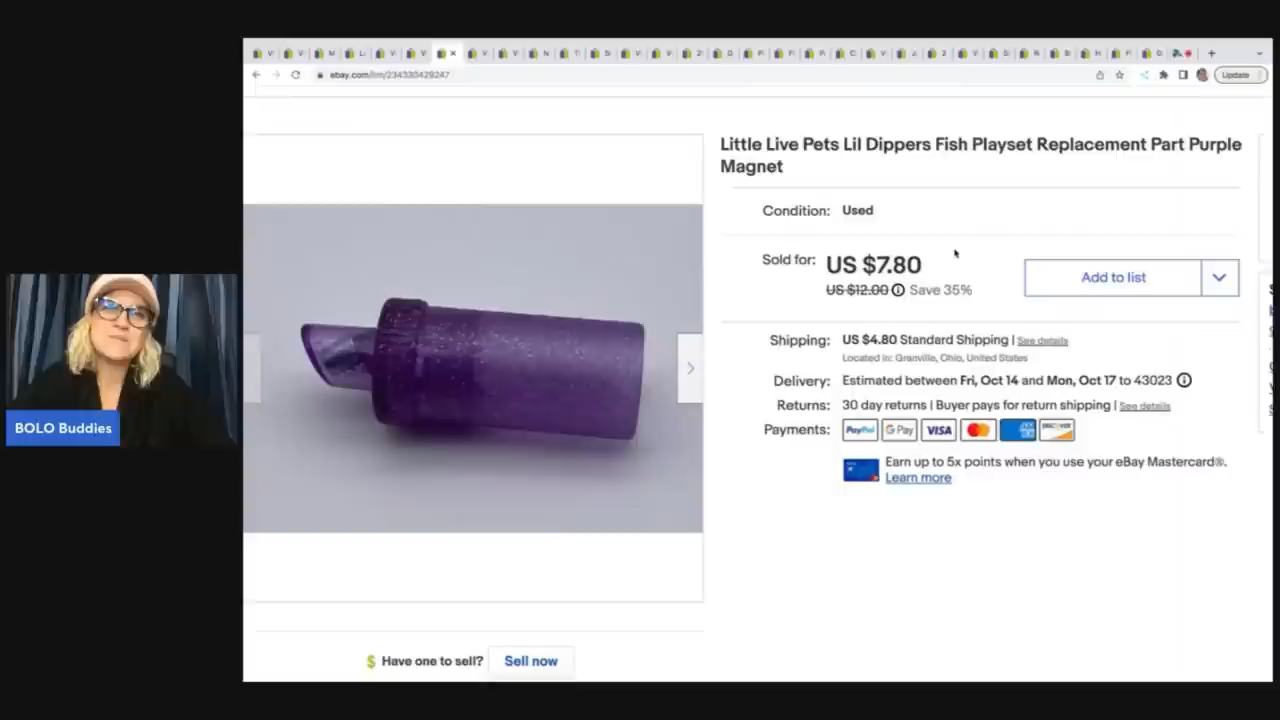 ebay.com/itm/234330429247
Update
Little Live Pets Lil Dippers Fish Playset Replacement Part Purple
Magnet
Condition: Used
Sold for: US $7.80
US $12.00 Save 35%
Add to list
Shipping: US $4.80 Standard Shipping | See details
Located in: Granville, Ohio, United States
Delivery: Estimated between Fri, Oct 14 and Mon, Oct 17 to 43023
Returns: 30 day returns | Buyer pays for return shipping | See details
Payments: PayPal G Pay VISA DISCOVER
Earn up to 5x points when you use your eBay Mastercard®.
Learn more
$ Have one to sell? Sell now
BOLO Buddies